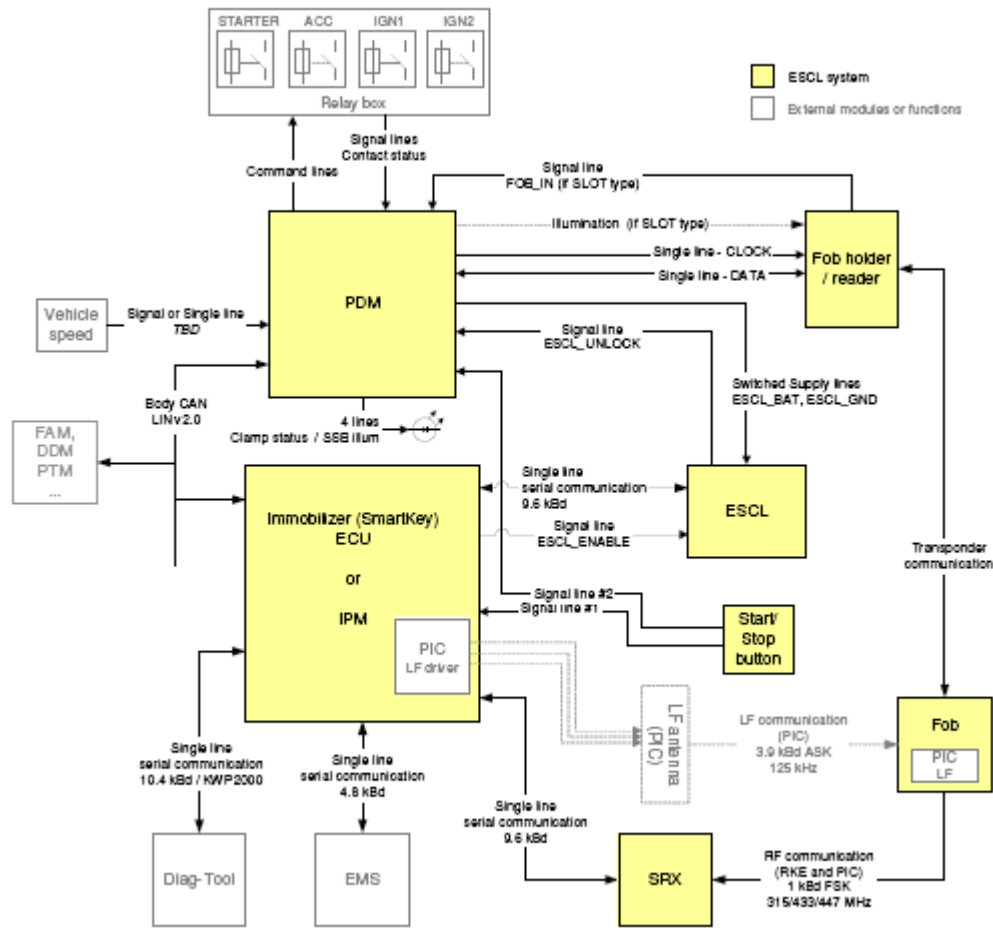 STARTER
ACC
IGN1
IGN2
Relay box
ESCL system
External modules or functions
Command lines
Signal lines
Contact status
Signal line
FOB_IN (if SLOT type)
Illumination (if SLOT type)
Single line - CLOCK
Single line - DATA
PDM
Fob holder
/ reader
Vehicle
speed
Signal or Single line
TBD
Signal line
ESCL_UNLOCK
Switched Supply lines
ESCL_BAT, ESCL_GND
Body CAN
LINv2.0
4 lines
Clamp status / SSB illum
FAM,
DDM
PTM
...
Immobilizer (SmartKey)
ECU
or
IPM
Single line
serial communication
9.6 kBd
Signal line
ESCL_ENABLE
ESCL
Transponder
communication
Signal line #2
Signal line #1
Start/
Stop
button
PIC
LF driver
LF antenna
(PIC)
LF communication
(PIC)
3.9 kBd ASK
125 kHz
Fob
PIC
LF
Single line
serial communication
10.4 kBd / KWP2000
Single line
serial communication
4.8 kBd
Single line
serial communication
9.6 kBd
Diag-Tool
EMS
SRX
RF communication
(RKE and PIC)
1 kBd FSK
315/433/447 MHz